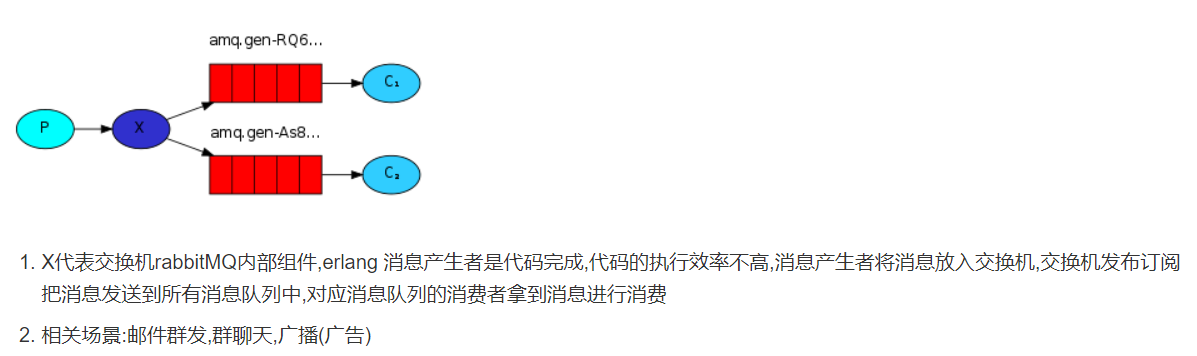 amq.gen-RQ6...
C₁
P
X
amq.gen-As8...
C₂
1. X代表交换机rabbitMQ内部组件,erlang 消息产生者是代码完成,代码的执行效率不高,消息产生者将消息放入交换机,交换机发布订阅
把消息发送到所有消息队列中,对应消息队列的消费者拿到消息进行消费
2. 相关场景:邮件群发,群聊天,广播(广告)